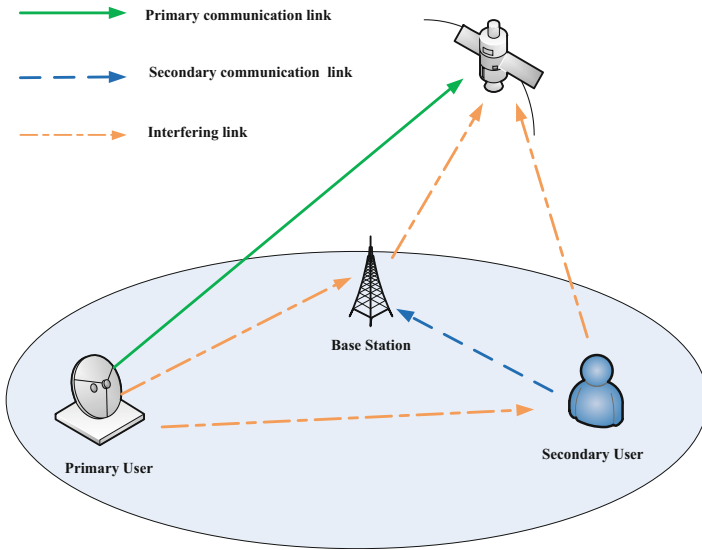 Primary communication link
Secondary communication link
Interfering link
Base Station
Primary User
Secondary User